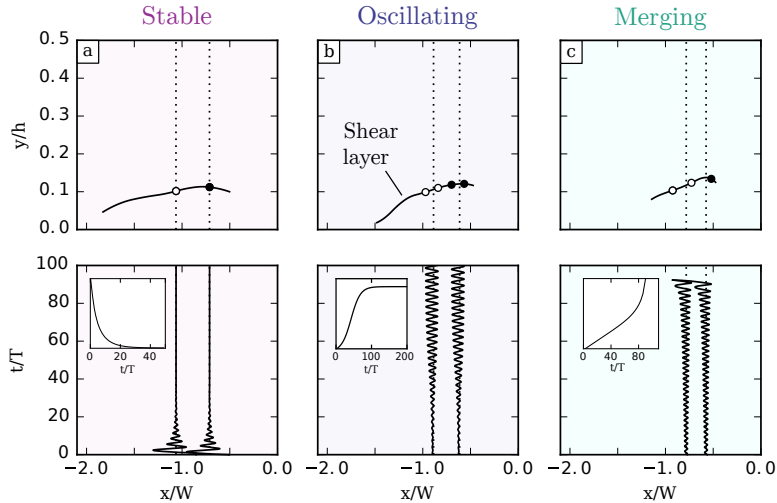 Stable Oscillating Merging
a b c
0.5
0.4
0.3
0.2
0.1
0.0
y/h
Shear
layer
100
80
60
40
20
0
t/T
0 20 40
t/T
0 100 200
t/T
0 40 80
t/T
−2.0 −1.0 0.0 −2.0 −1.0 0.0 −2.0 −1.0 0.0
x/W x/W x/W